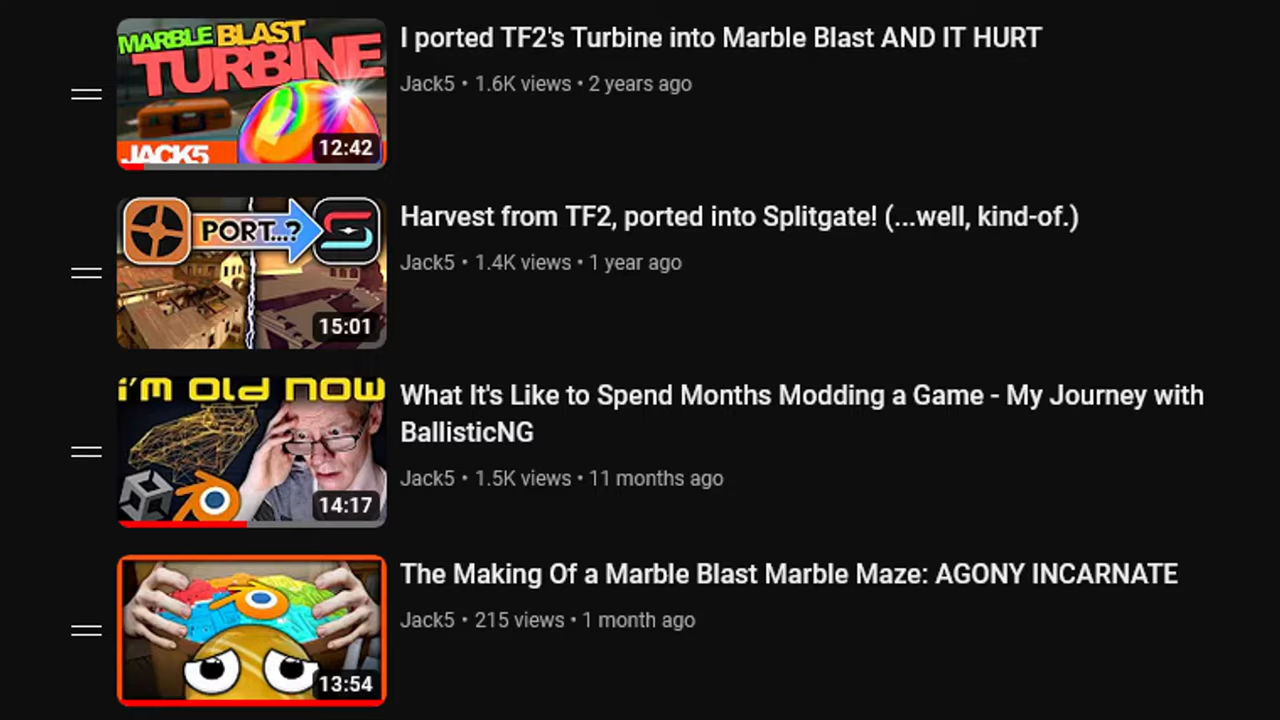 MARBLE BLAST
TURBINE
JACK5
12:42
I ported TF2's Turbine into Marble Blast AND IT HURT
Jack5 • 1.6K views • 2 years ago
PORT...?
15:01
Harvest from TF2, ported into Splitgate! (...well, kind-of.)
Jack5 • 1.4K views • 1 year ago
i'm old now
14:17
What It's Like to Spend Months Modding a Game - My Journey with
BallisticNG
Jack5 • 1.5K views • 11 months ago
13:54
The Making Of a Marble Blast Marble Maze: AGONY INCARNATE
Jack5 • 215 views • 1 month ago